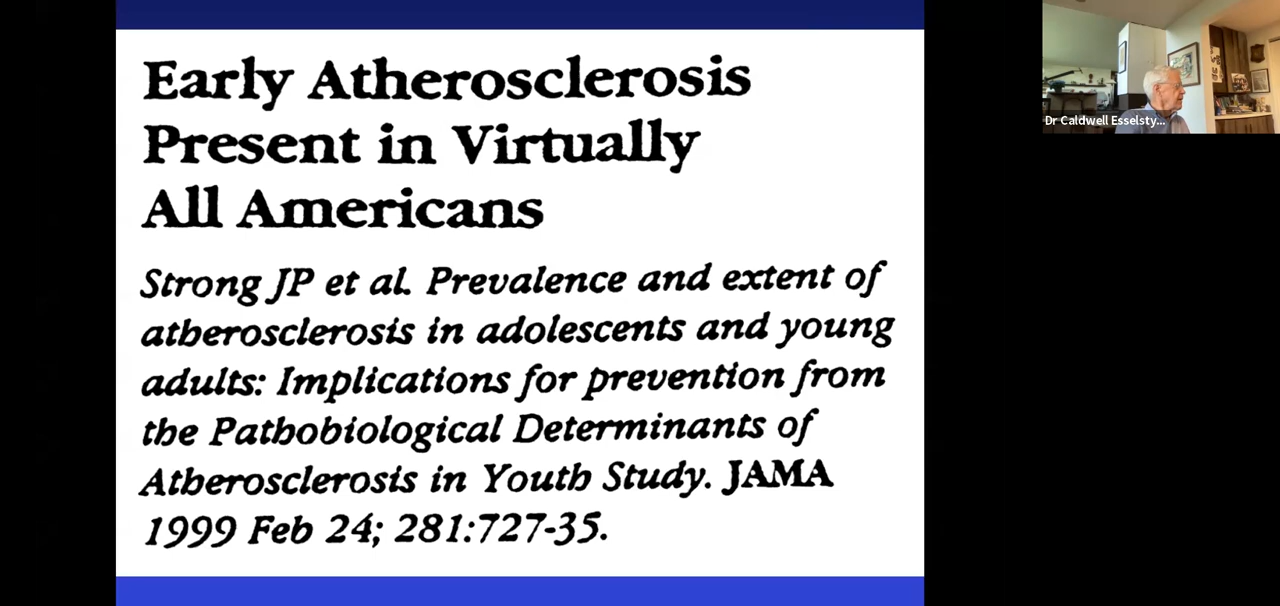 Early Atherosclerosis
Present in Virtually
All Americans
Strong JP et al. Prevalence and extent of
atherosclerosis in adolescents and young
adults: Implications for prevention from
the Pathobiological Determinants of
Atherosclerosis in Youth Study. JAMA
1999 Feb 24; 281:727-35.
Dr Caldwell Esselsty...